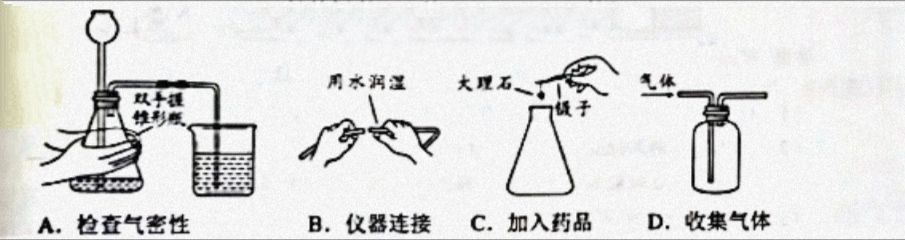 双手握
锥形瓶
用水润湿
大理石
镊子
气体
A. 检查气密性
B. 仪器连接
C. 加入药品
D. 收集气体